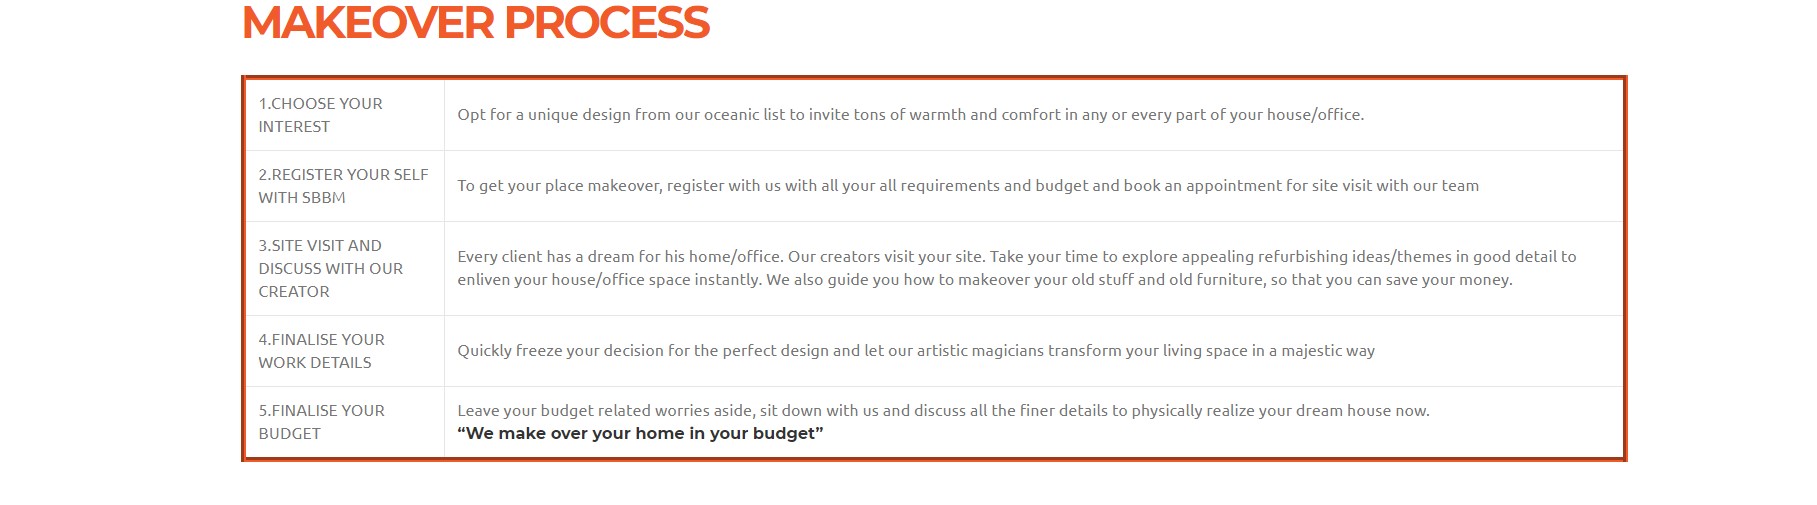 MAKEOVER PROCESS
1.CHOOSE YOUR
INTEREST
Opt for a unique design from our oceanic list to invite tons of warmth and comfort in any or every part of your house/office.
2.REGISTER YOUR SELF
WITH SBBM
To get your place makeover, register with us with all your all requirements and budget and book an appointment for site visit with our team
3.SITE VISIT AND
DISCUSS WITH OUR
CREATOR
Every client has a dream for his home/office. Our creators visit your site. Take your time to explore appealing refurbishing ideas/themes in good detail to
enliven your house/office space instantly. We also guide you how to makeover your old stuff and old furniture, so that you can save your money.
4.FINALISE YOUR
WORK DETAILS
Quickly freeze your decision for the perfect design and let our artistic magicians transform your living space in a majestic way
5.FINALISE YOUR
BUDGET
Leave your budget related worries aside, sit down with us and discuss all the finer details to physically realize your dream house now.
“We make over your home in your budget”